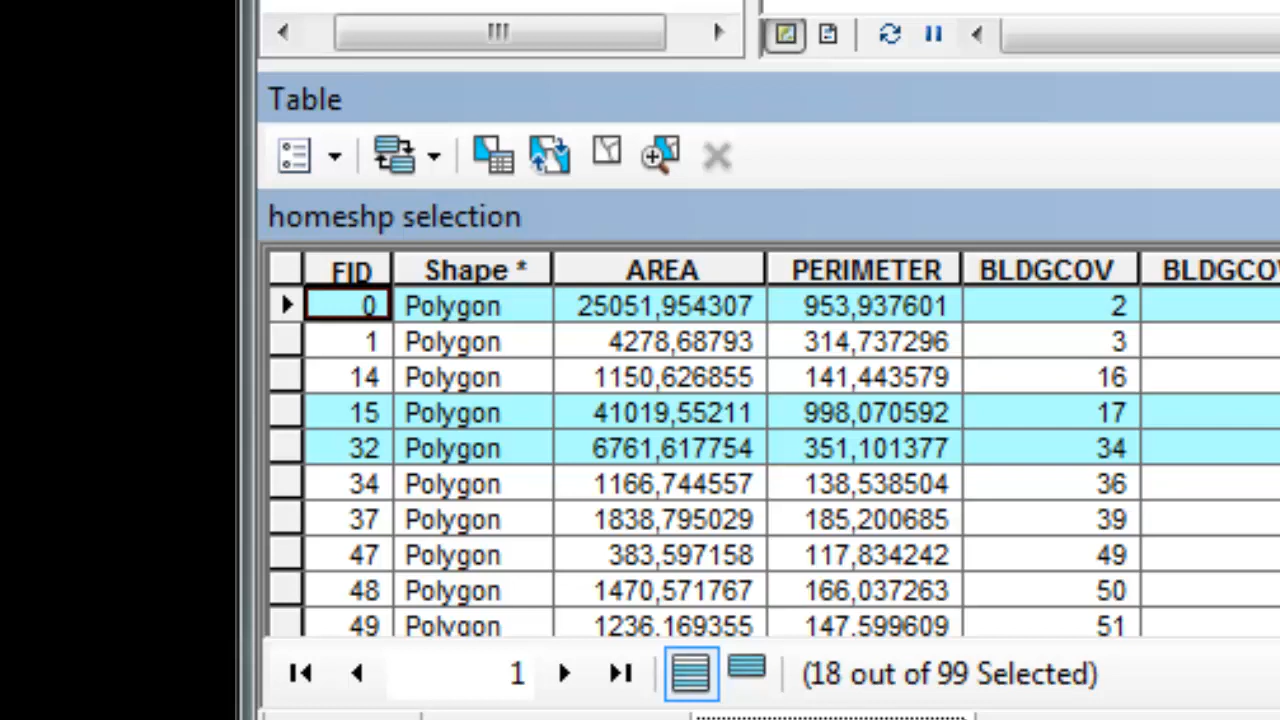 Table
homeshp selection
FID Shape * AREA PERIMETER BLDGCOV
0 Polygon 25051,954307 953,937601 2
1 Polygon 4278,68793 314,737296 3
14 Polygon 1150,626855 141,443579 16
15 Polygon 41019,55211 998,070592 17
32 Polygon 6761,617754 351,101377 34
34 Polygon 1166,744557 138,538504 36
37 Polygon 1838,795029 185,200685 39
47 Polygon 383,597158 117,834242 49
48 Polygon 1470,571767 166,037263 50
49 Polygon 1236,169355 147,599609 51
1 (18 out of 99 Selected)